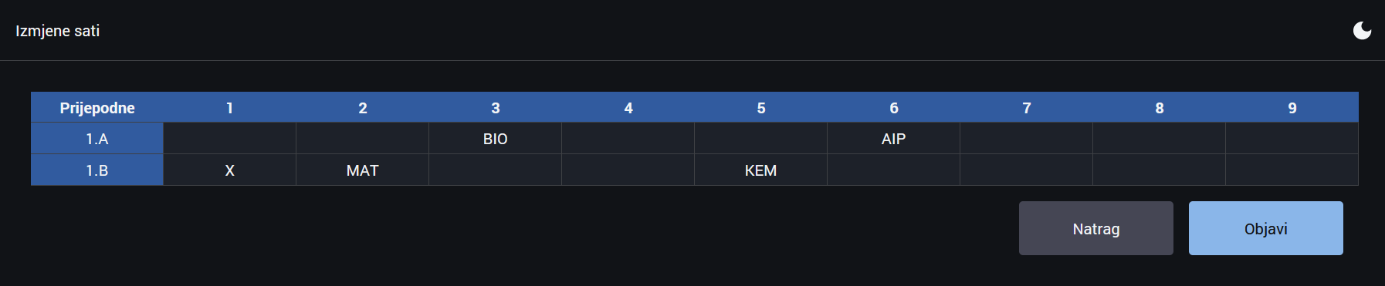 Izmjene sati
Prijepodne 1 2 3 4 5 6 7 8 9
1.A BIO AIP
1.B X MAT KEM
Natrag Objavi